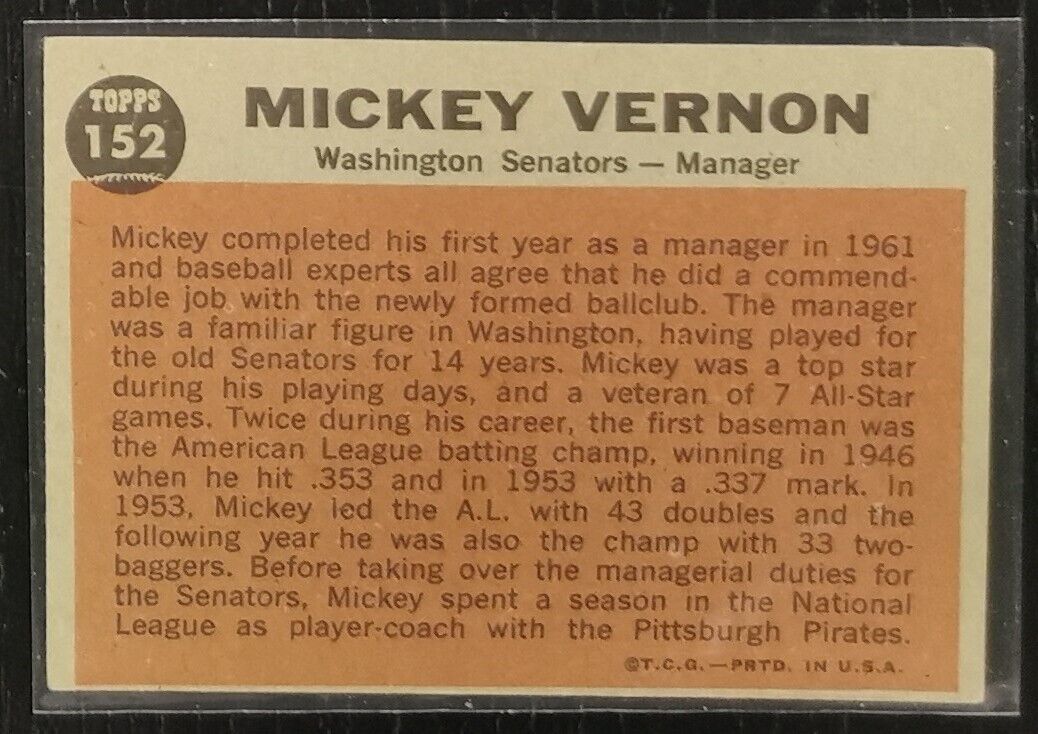 TOPPS
152
MICKEY VERNON
Washington Senators — Manager
Mickey completed his first year as a manager in 1961
and baseball experts all agree that he did a commend-
able job with the newly formed ballclub. The manager
was a familiar figure in Washington, having played for
the old Senators for 14 years. Mickey was a top star
during his playing days, and a veteran of 7 All-Star
games. Twice during his career, the first baseman was
the American League batting champ, winning in 1946
when he hit .353 and in 1953 with a .337 mark. In
1953, Mickey led the A.L. with 43 doubles and the
following year he was also the champ with 33 two-
baggers. Before taking over the managerial duties for
the Senators, Mickey spent a season in the National
League as player-coach with the Pittsburgh Pirates.
©T.C.G.—PRTD. IN U.S.A.